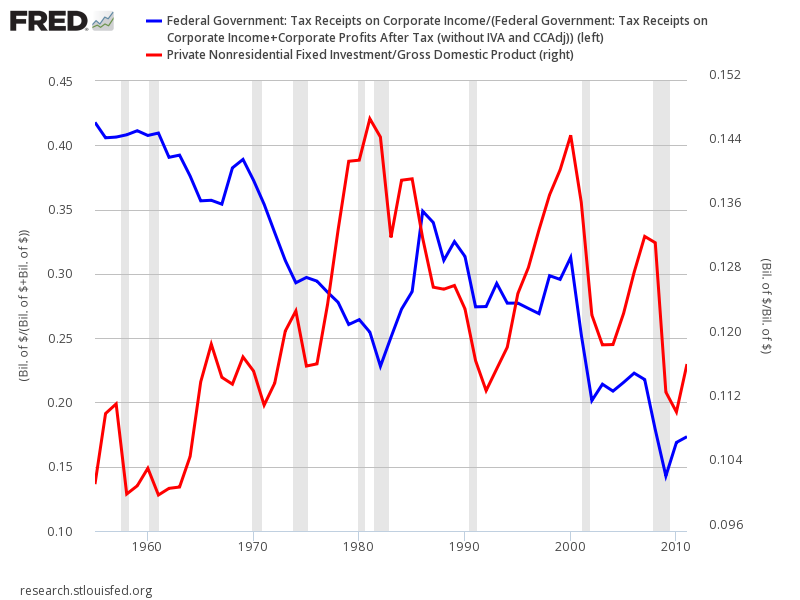 FRED
Federal Government: Tax Receipts on Corporate Income/(Federal Government: Tax Receipts on
Corporate Income+Corporate Profits After Tax (without IVA and CCAdj)) (left)
Private Nonresidential Fixed Investment/Gross Domestic Product (right)
0.45
0.40
0.35
0.30
0.25
0.20
0.15
0.10
(Bil. of $/(Bil. of $+Bil. of $))
0.152
0.144
0.136
0.128
0.120
0.112
0.104
0.096
(Bil. of $/Bil. of $)
1960 1970 1980 1990 2000 2010
research.stlouisfed.org